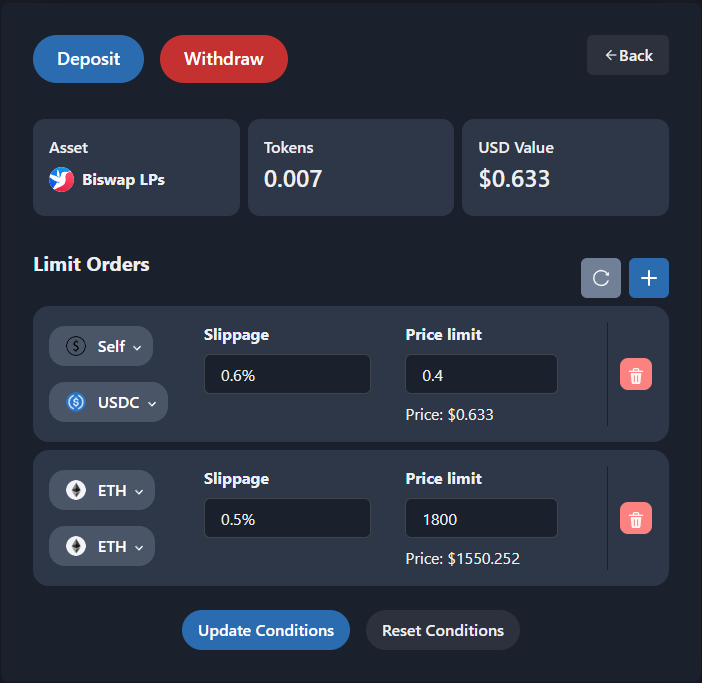 Deposit
Withdraw
←Back
Asset
Biswap LPs
Tokens
0.007
USD Value
$0.633
Limit Orders
Self
USDC
Slippage
0.6%
Price limit
0.4
Price: $0.633
ETH
ETH
Slippage
0.5%
Price limit
1800
Price: $1550.252
Update Conditions
Reset Conditions